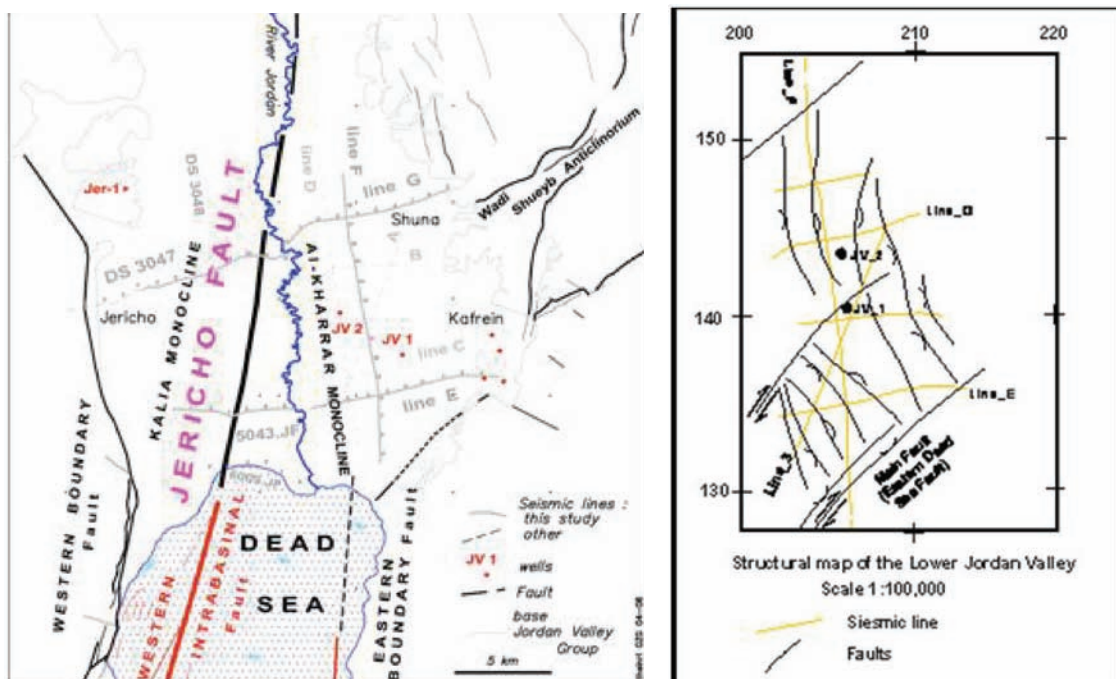 River Jordan
Jer-1
DS 3048
line D
line F
line G
Shuna
A
B
Wadi
Shueyb Anticlinorium
DS 3047
Jericho
KALIA MONOCLINE
JERICHO FAULT
Al-KHARRAR MONOCLINE
JV 2
JV 1
Kafrein
line C
line E
5043.JF
WESTERN BOUNDARY
Fault
DEAD
SEA
WESTERN
INTRABASINAL
Fault
EASTERN
BOUNDARY Fault
Seismic lines :
this study
other
JV 1
wells
Fault
base
Jordan Valley
Group
5 km
200
210
220
150
140
130
Line_G
JV_2
JV_1
Line_E
Line_3
Main Fault
(Eastern Dead
Sea Fault)
Structural map of the Lower Jordan Valley
Scale 1:100,000
Siesmic line
Faults